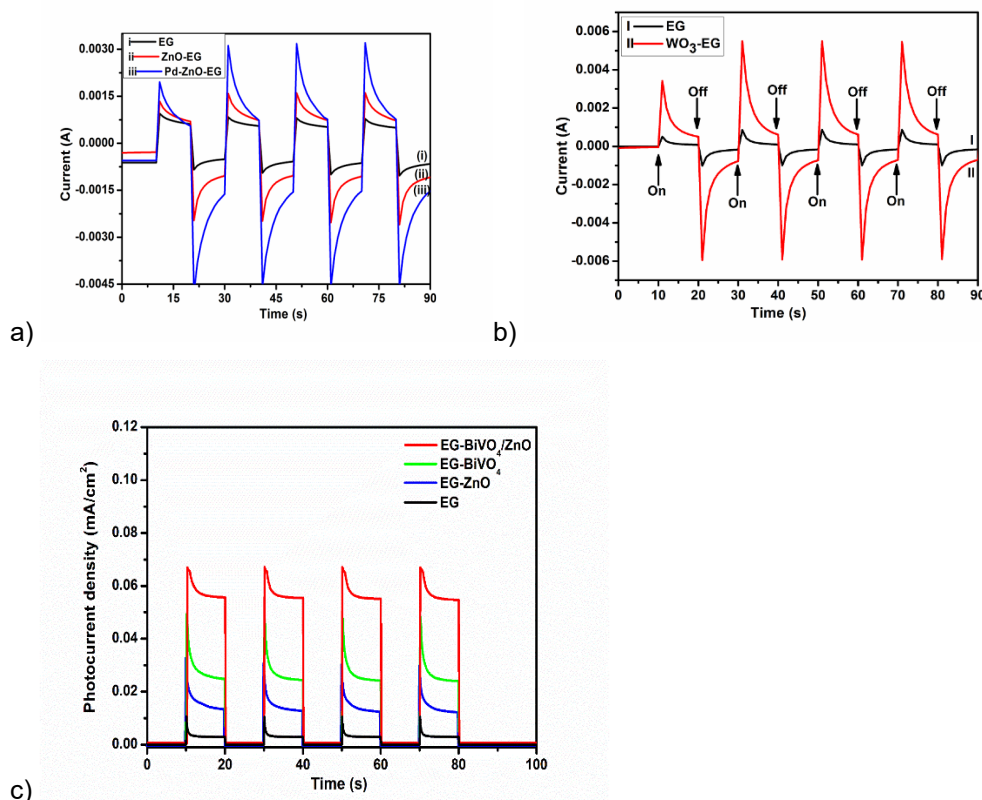 i EG
ii ZnO-EG
iii Pd-ZnO-EG
0.0030
0.0015
0.0000
-0.0015
-0.0030
-0.0045
Current (A)
(i)
(ii)
(iii)
0 15 30 45 60 75 90
Time (s)
a)
I EG
II WO₃-EG
0.006
0.004
0.002
0.000
-0.002
-0.004
-0.006
Current (A)
Off Off Off Off
On On On On
I
II
0 10 20 30 40 50 60 70 80 90
Time (s)
b)
0.12
0.10
0.08
0.06
0.04
0.02
0.00
Photocurrent density (mA/cm²)
EG-BiVO₄/ZnO
EG-BiVO₄
EG-ZnO
EG
0 20 40 60 80 100
Time (s)
c)